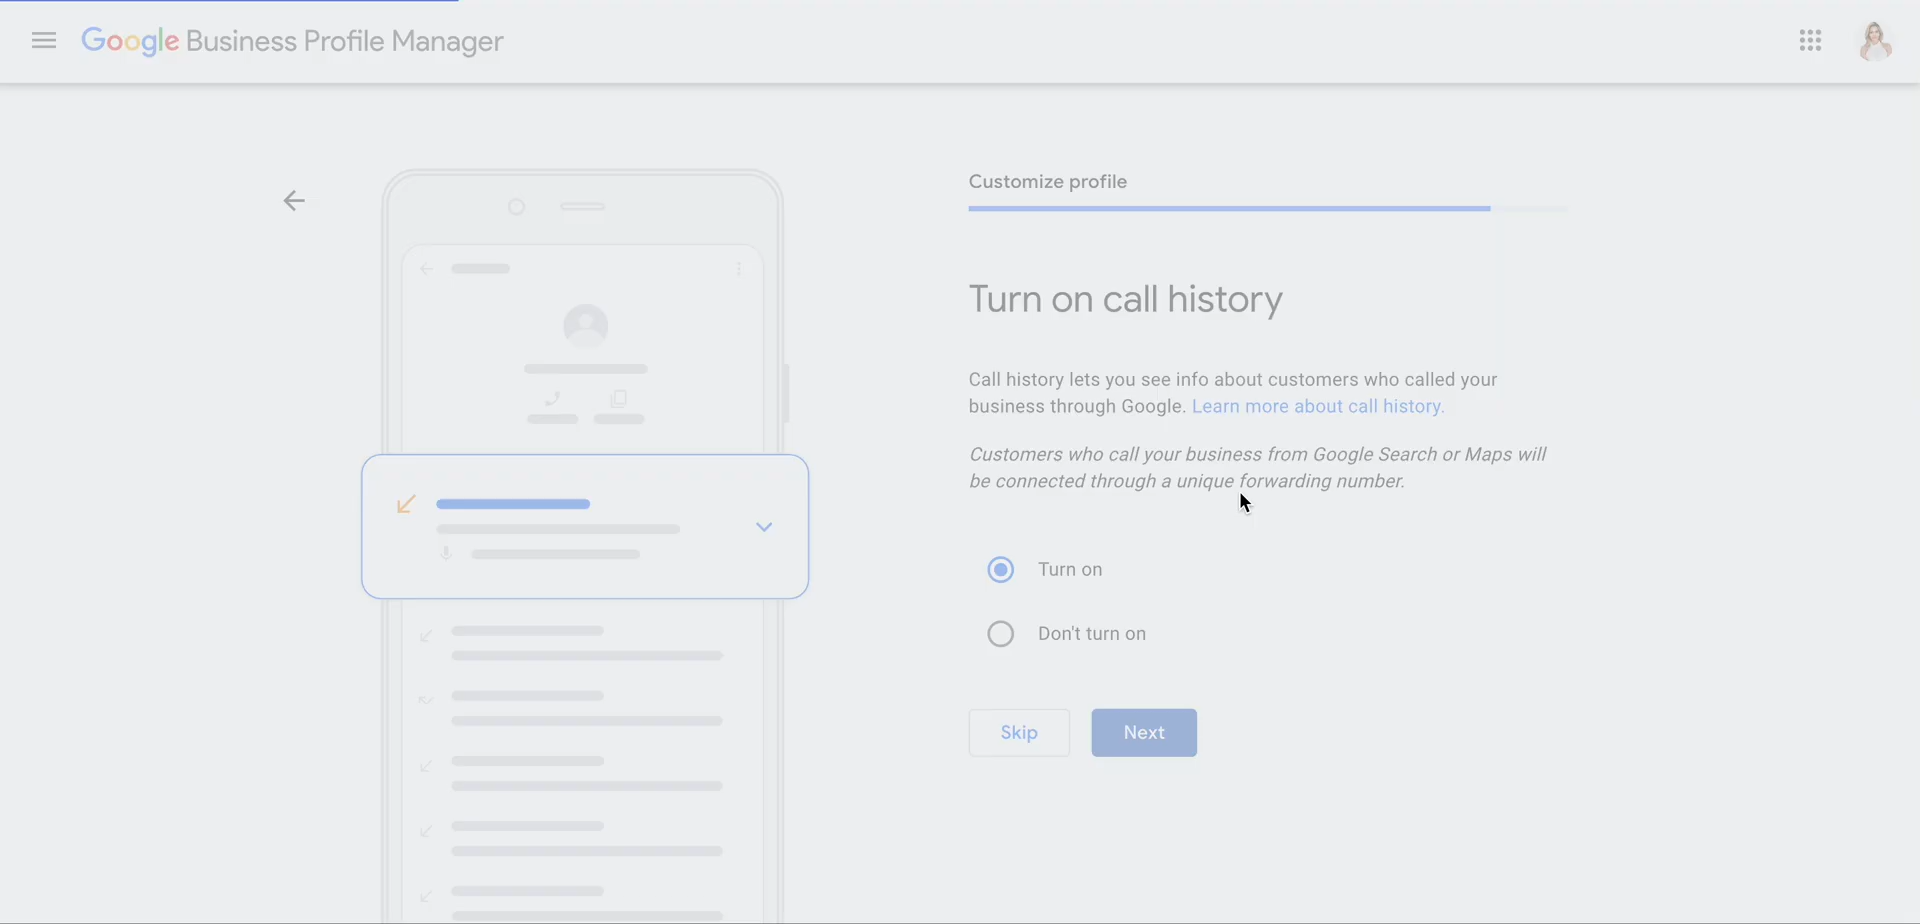 Google Business Profile Manager
Customize profile
Turn on call history
Call history lets you see info about customers who called your
business through Google. Learn more about call history.
Customers who call your business from Google Search or Maps will
be connected through a unique forwarding number.
Turn on
Don't turn on
Skip
Next